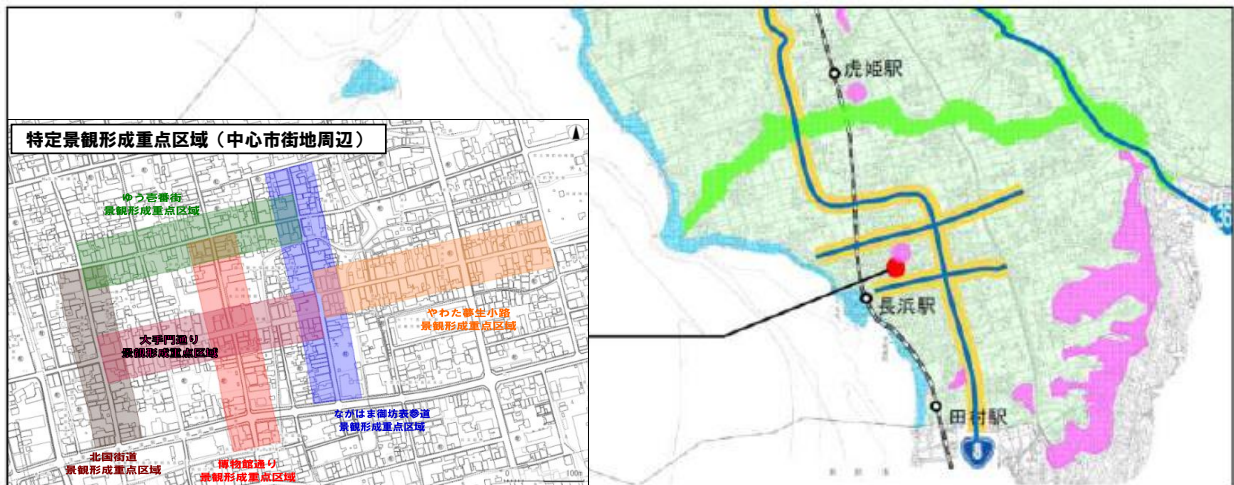 特定景観形成重点区域（中心市街地周辺）
ゆう壱番街
景観形成重点区域
やわた夢生小路
景観形成重点区域
大手門通り
景観形成重点区域
ながはま御坊表参道
景観形成重点区域
北国街道
景観形成重点区域
博物館通り
景観形成重点区域
0 100m
虎姫駅
長浜駅
田村駅
8